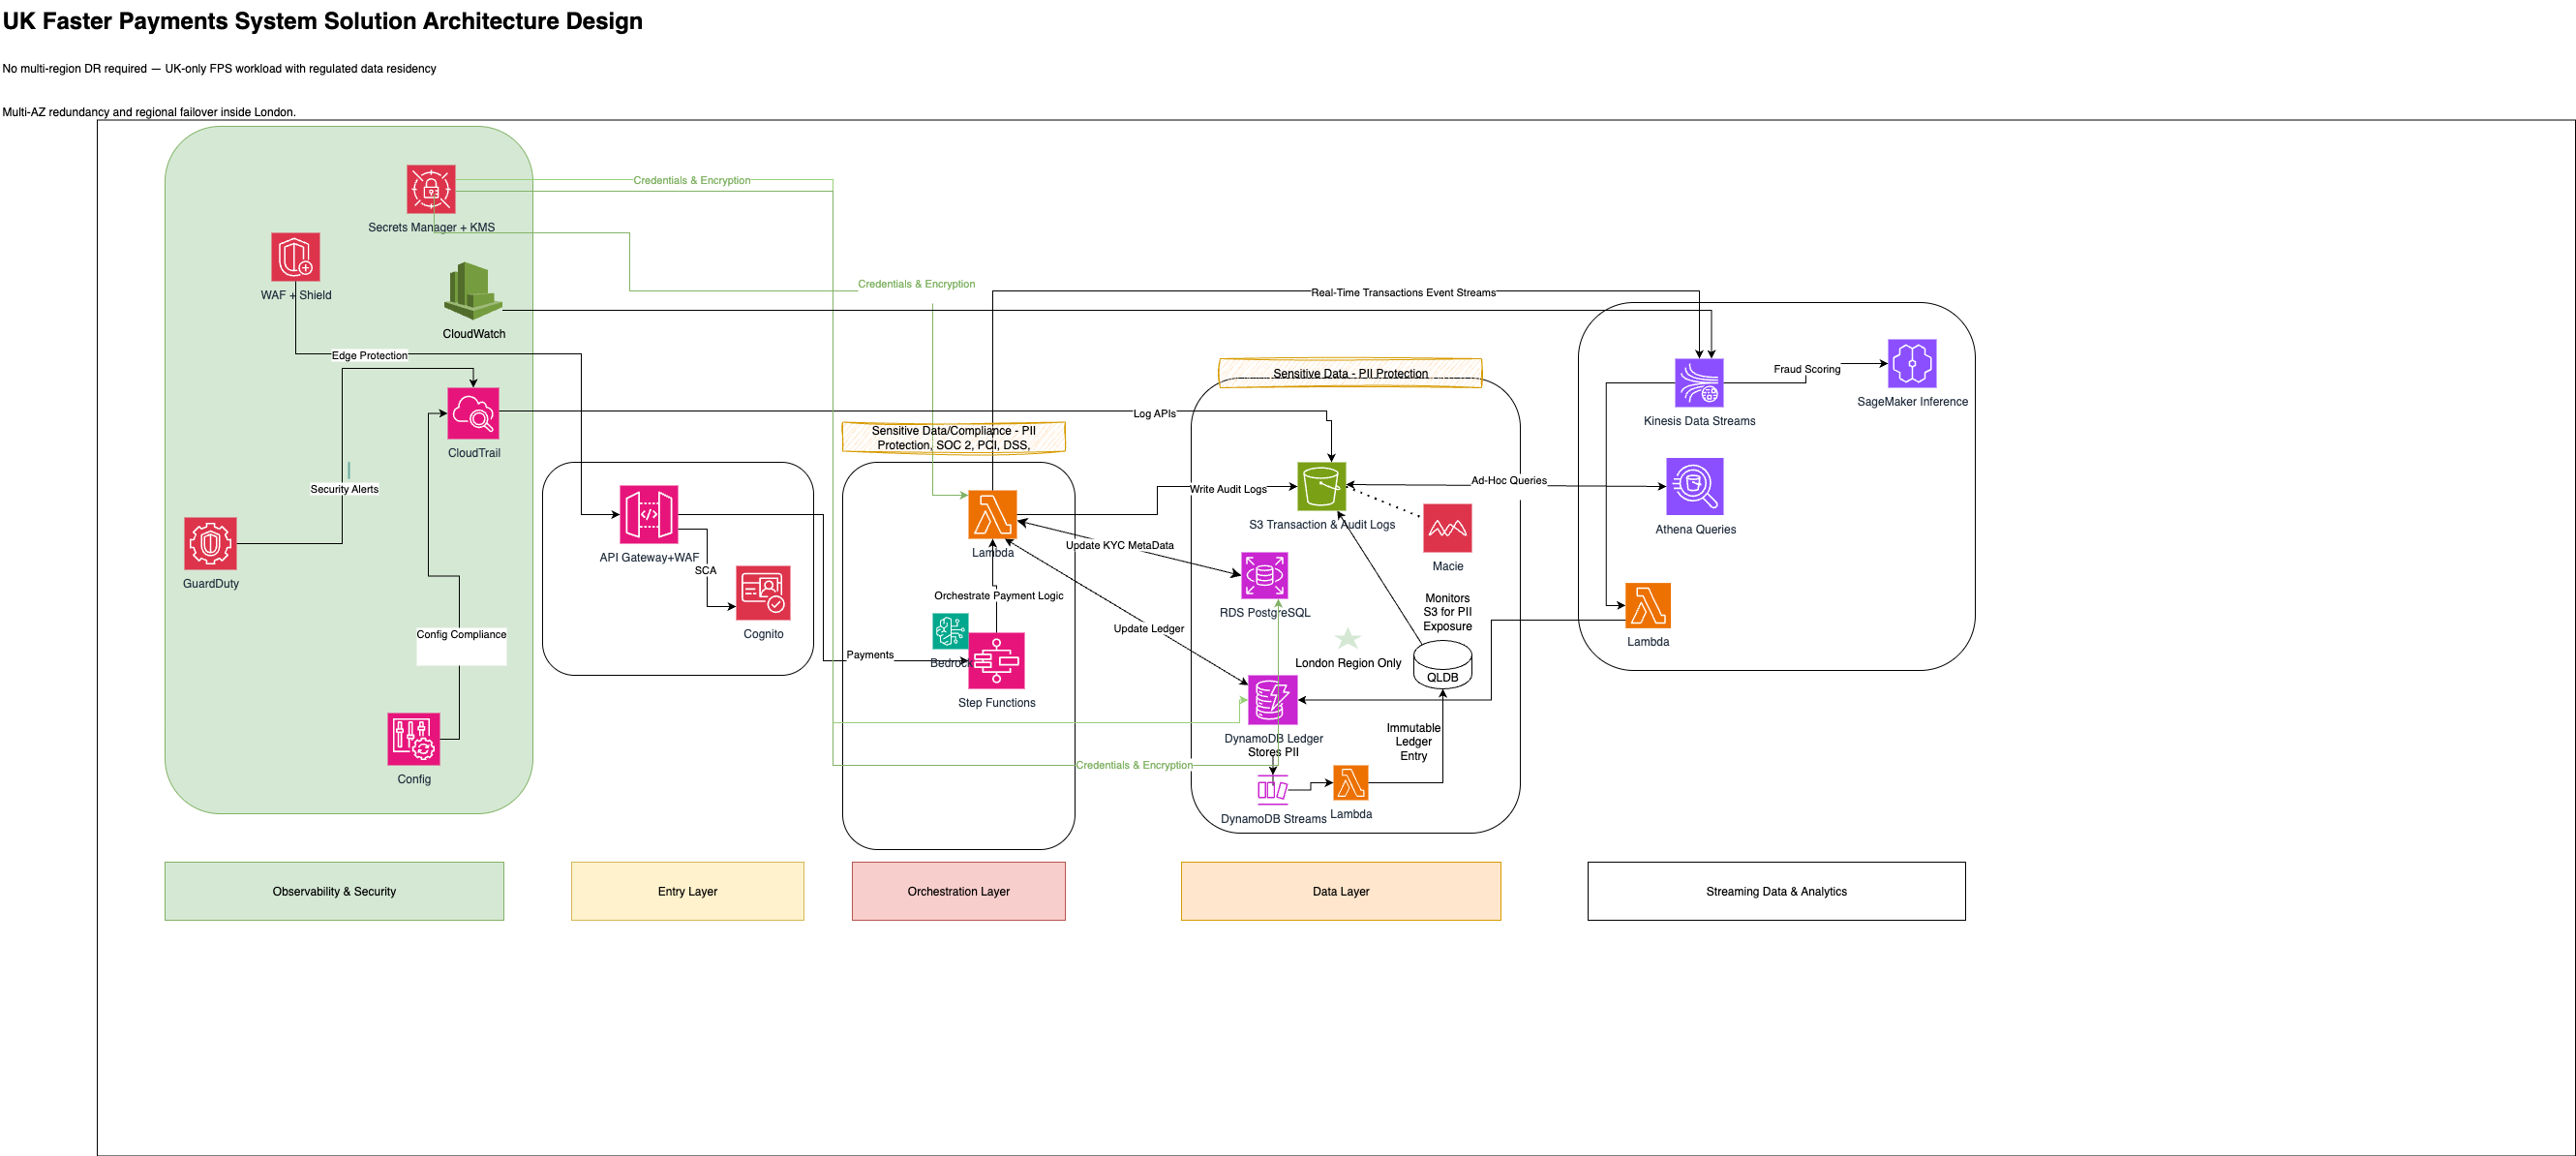 UK Faster Payments System Solution Architecture Design
No multi-region DR required — UK-only FPS workload with regulated data residency
Multi-AZ redundancy and regional failover inside London.
Credentials & Encryption
Secrets Manager + KMS
WAF + Shield
CloudWatch
Edge Protection
CloudTrail
Security Alerts
GuardDuty
Config Compliance
Config
Credentials & Encryption
Real-Time Transactions Event Streams
Log APIs
API Gateway+WAF
SCA
Cognito
Sensitive Data/Compliance - PII
Protection, SOC 2, PCI, DSS,
Lambda
Orchestrate Payment Logic
Bedrock
Payments
Step Functions
Sensitive Data - PII Protection
Write Audit Logs
S3 Transaction & Audit Logs
Update KYC MetaData
Macie
RDS PostgreSQL
Monitors
S3 for PII
Exposure
Update Ledger
London Region Only
QLDB
DynamoDB Ledger
Stores PII
Immutable
Ledger
Entry
Credentials & Encryption
DynamoDB Streams
Lambda
Ad-Hoc Queries
Fraud Scoring
Kinesis Data Streams
SageMaker Inference
Athena Queries
Lambda
Observability & Security
Entry Layer
Orchestration Layer
Data Layer
Streaming Data & Analytics